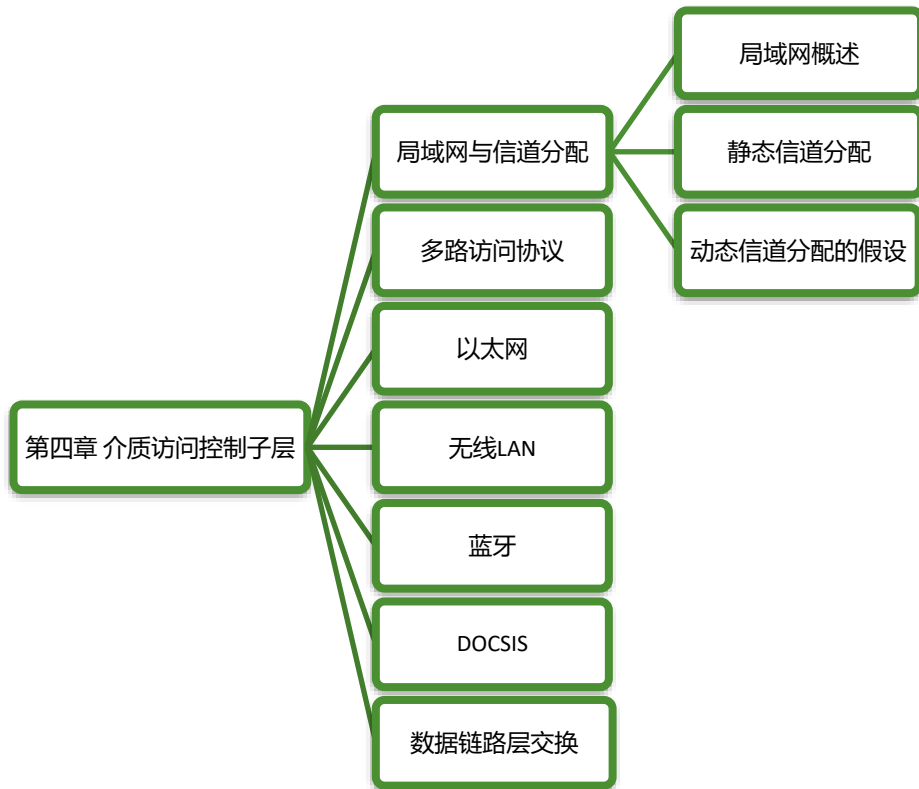 局域网概述
局域网与信道分配
静态信道分配
动态信道分配的假设
多路访问协议
以太网
第四章 介质访问控制子层
无线LAN
蓝牙
DOCSIS
数据链路层交换